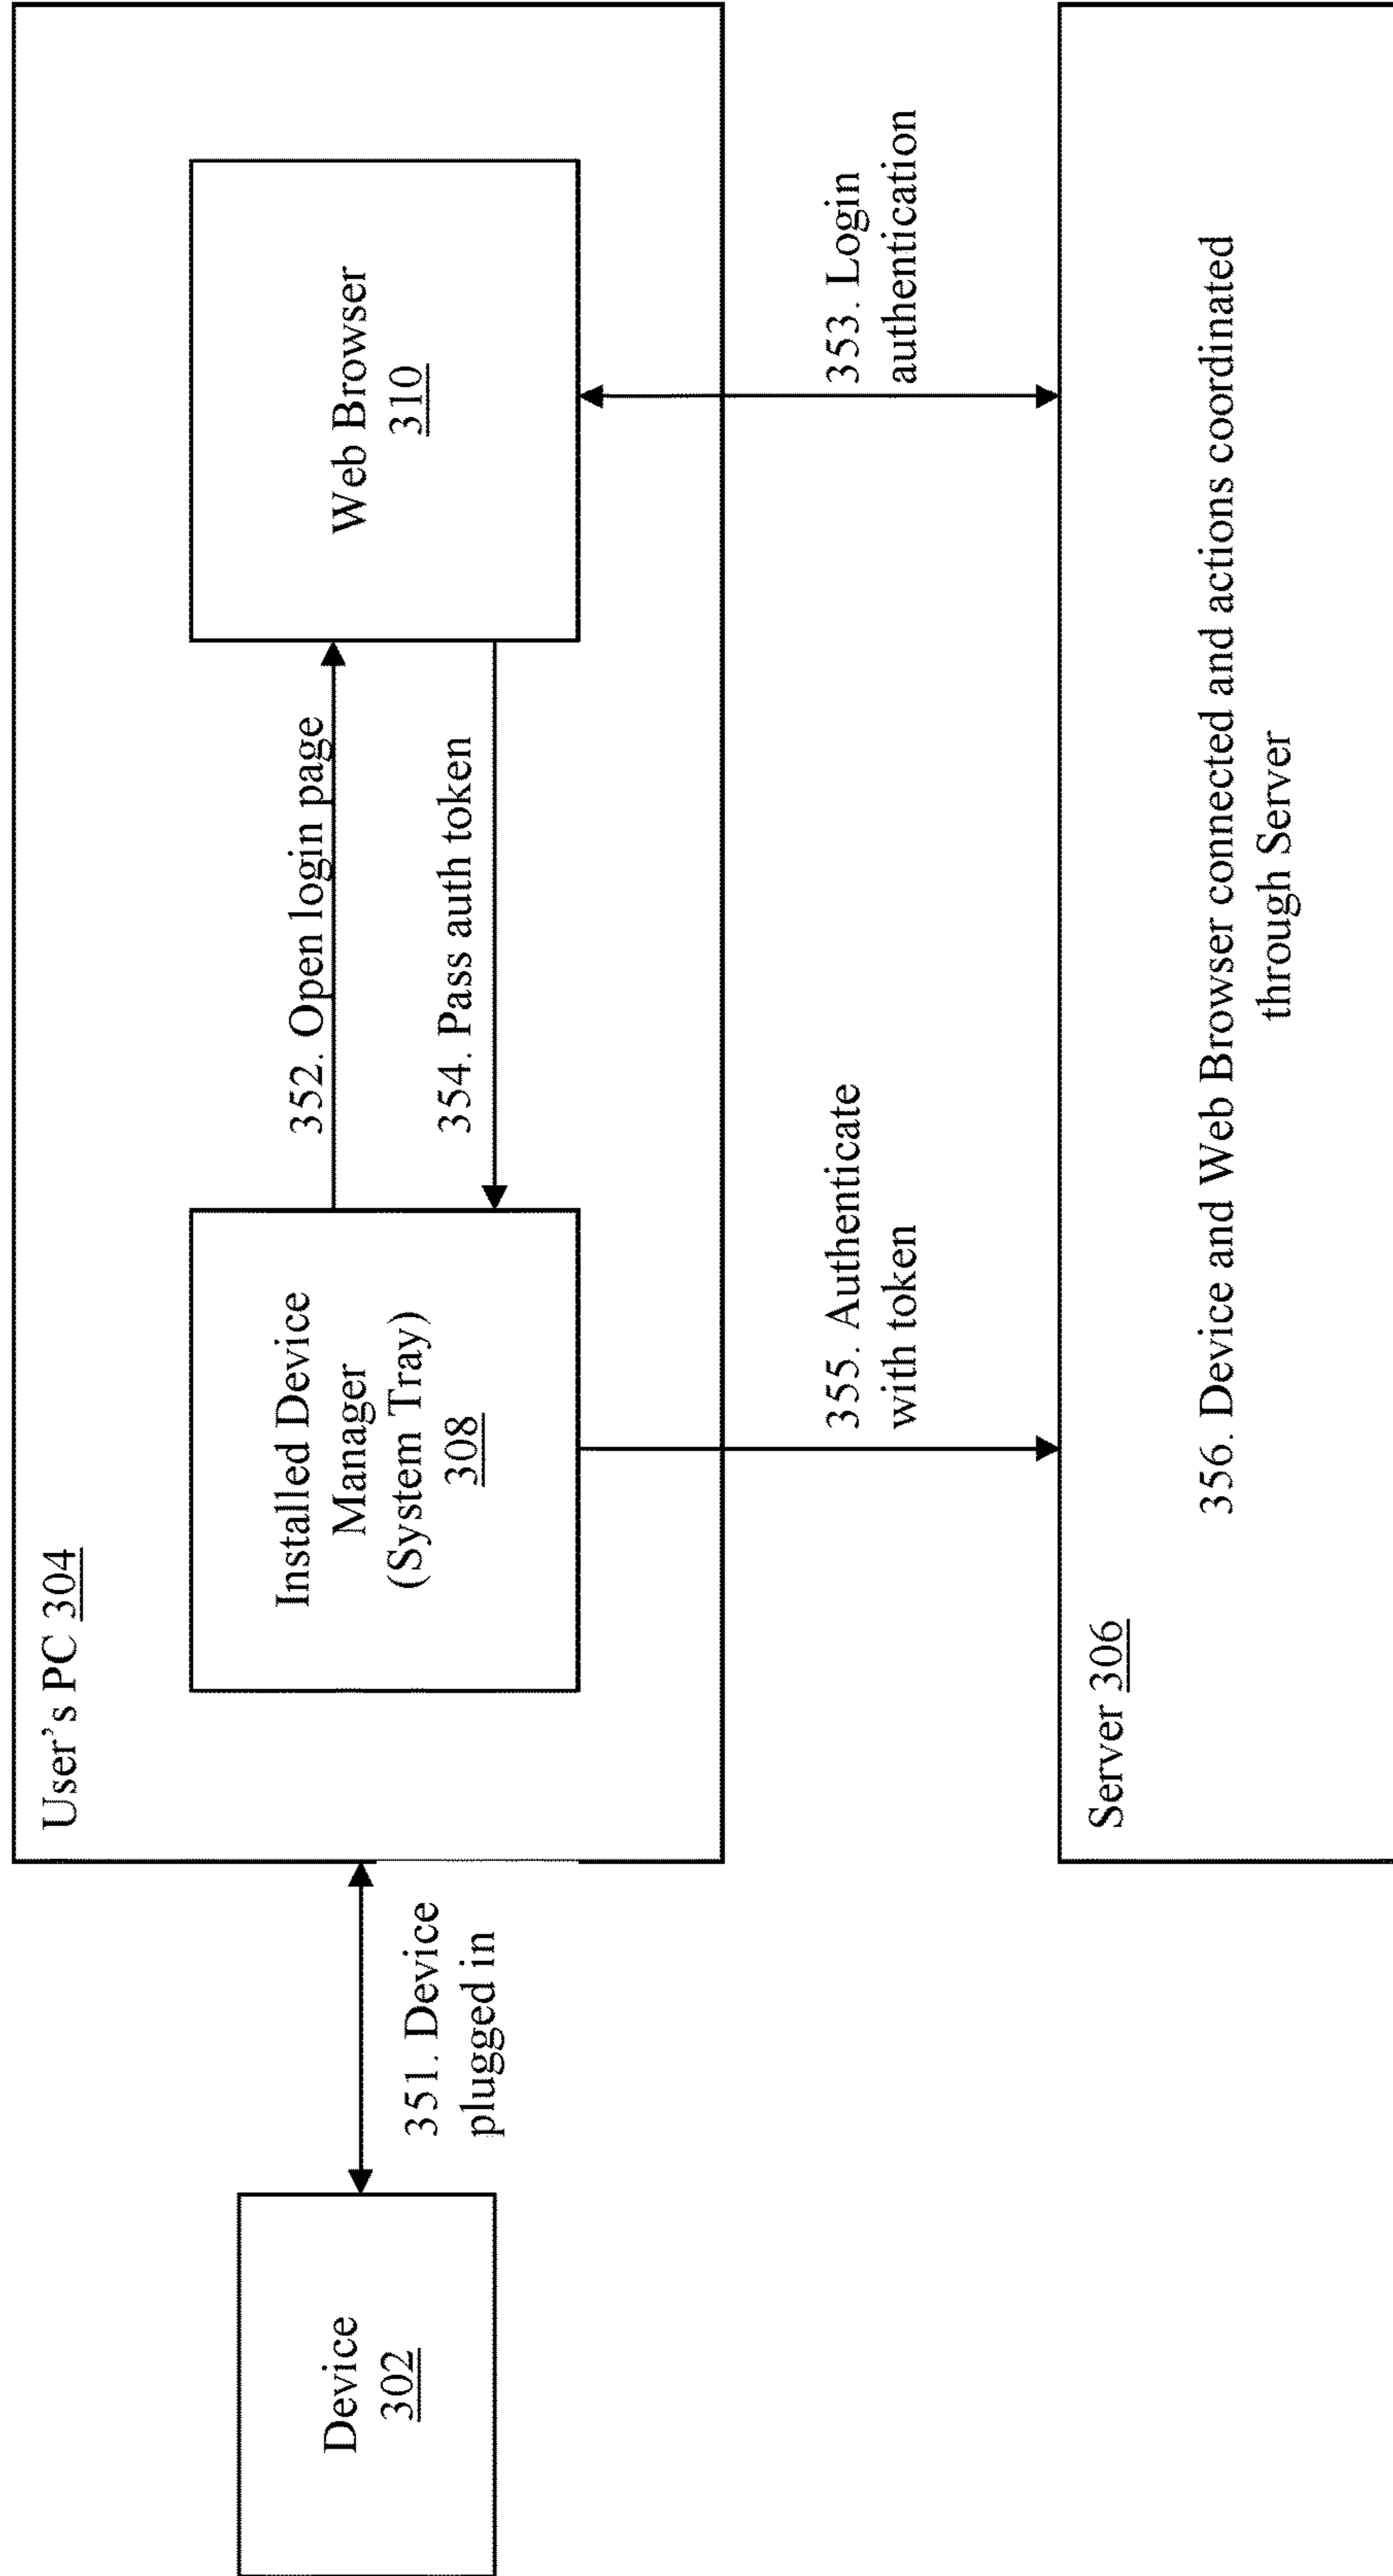 User's PC 304
Device
302
351. Device
plugged in
Installed Device
Manager
(System Tray)
308
352. Open login page
354. Pass auth token
Web Browser
310
355. Authenticate
with token
353. Login
authentication
Server 306
356. Device and Web Browser connected and actions coordinated
through Server